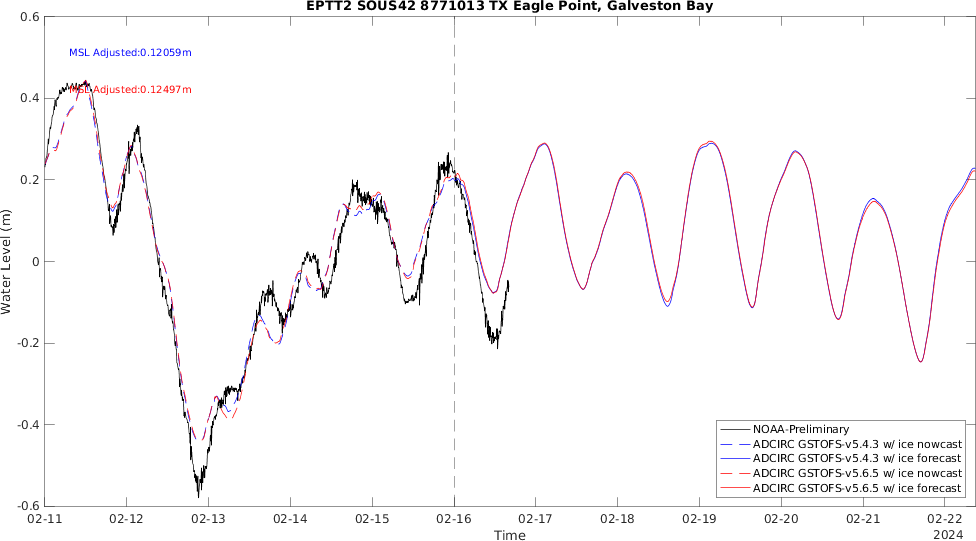 EPTT2 SOUS42 8771013 TX Eagle Point, Galveston Bay
0.6
MSL Adjusted:0.12059m
0.4
MSL Adjusted:0.12497m
0.2
Water Level (m)
0
-0.2
-0.4
-0.6
NOAA-Preliminary
ADCIRC GSTOFS-v5.4.3 w/ ice nowcast
ADCIRC GSTOFS-v5.4.3 w/ ice forecast
ADCIRC GSTOFS-v5.6.5 w/ ice nowcast
ADCIRC GSTOFS-v5.6.5 w/ ice forecast
02-11 02-12 02-13 02-14 02-15 02-16 02-17 02-18 02-19 02-20 02-21 02-22
2024
Time